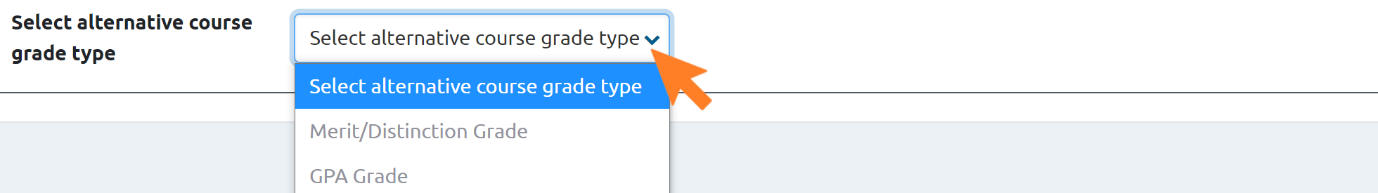 Select alternative course
grade type
Select alternative course grade type
Select alternative course grade type
Merit/Distinction Grade
GPA Grade